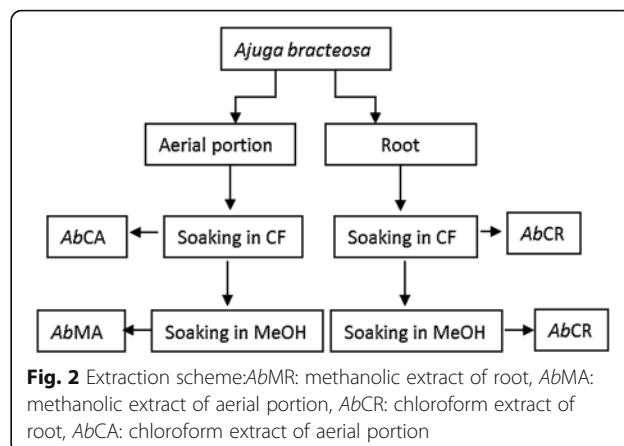 Ajuga bracteosa
Aerial portion
Root
AbCA
Soaking in CF
Soaking in CF
AbCR
AbMA
Soaking in MeOH
Soaking in MeOH
AbCR
Fig. 2 Extraction scheme:AbMR: methanolic extract of root, AbMA:
methanolic extract of aerial portion, AbCR: chloroform extract of
root, AbCA: chloroform extract of aerial portion